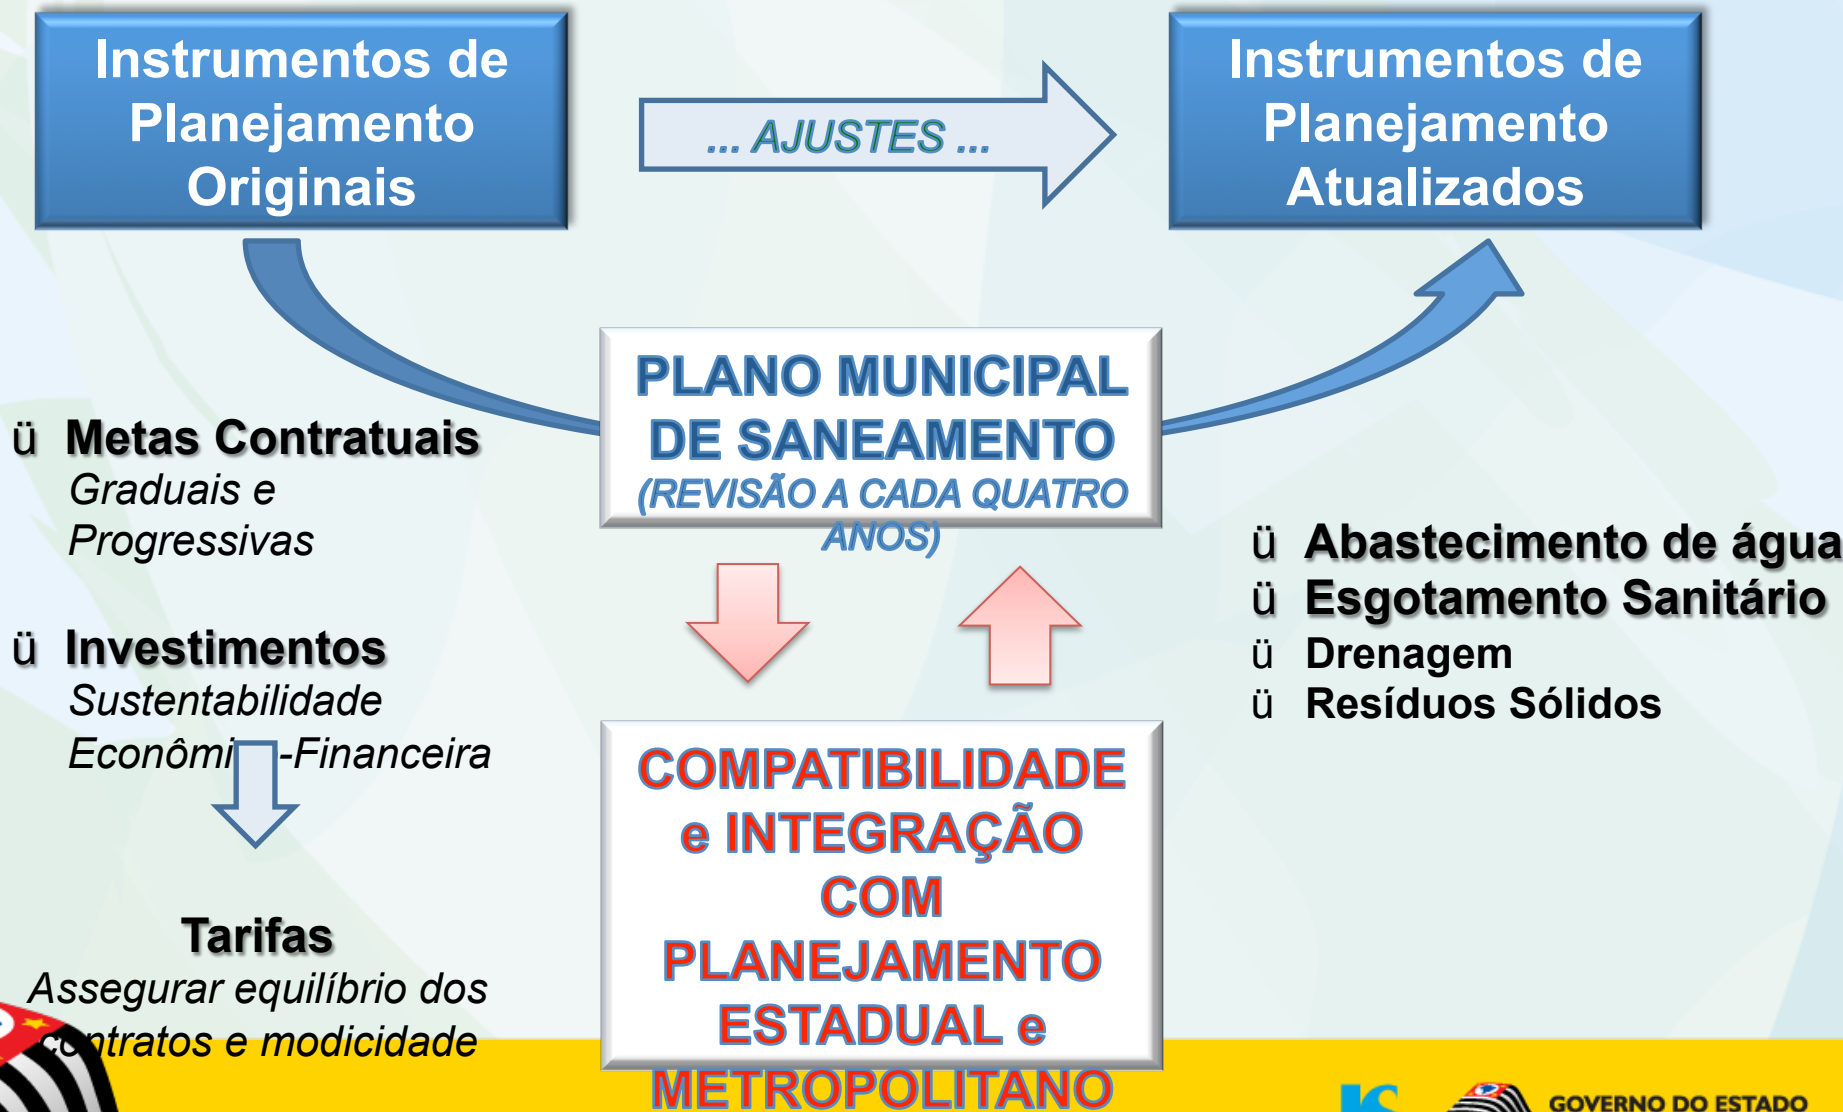 Instrumentos de
Planejamento
Originais
... AJUSTES ...
Instrumentos de
Planejamento
Atualizados
PLANO MUNICIPAL
DE SANEAMENTO
(REVISÃO A CADA QUATRO
ANOS)
ü Metas Contratuais
Graduais e
Progressivas
ü Investimentos
Sustentabilidade
-Financeira
Tarifas
Assegurar equilíbrio dos
contratos e modicidade
COMPATIBILIDADE
e INTEGRAÇÃO
COM
PLANEJAMENTO
ESTADUAL e
METROPOLITANO
ü Abastecimento de água
ü Esgotamento Sanitário
ü Drenagem
ü Resíduos Sólidos
GOVERNO DO ESTADO